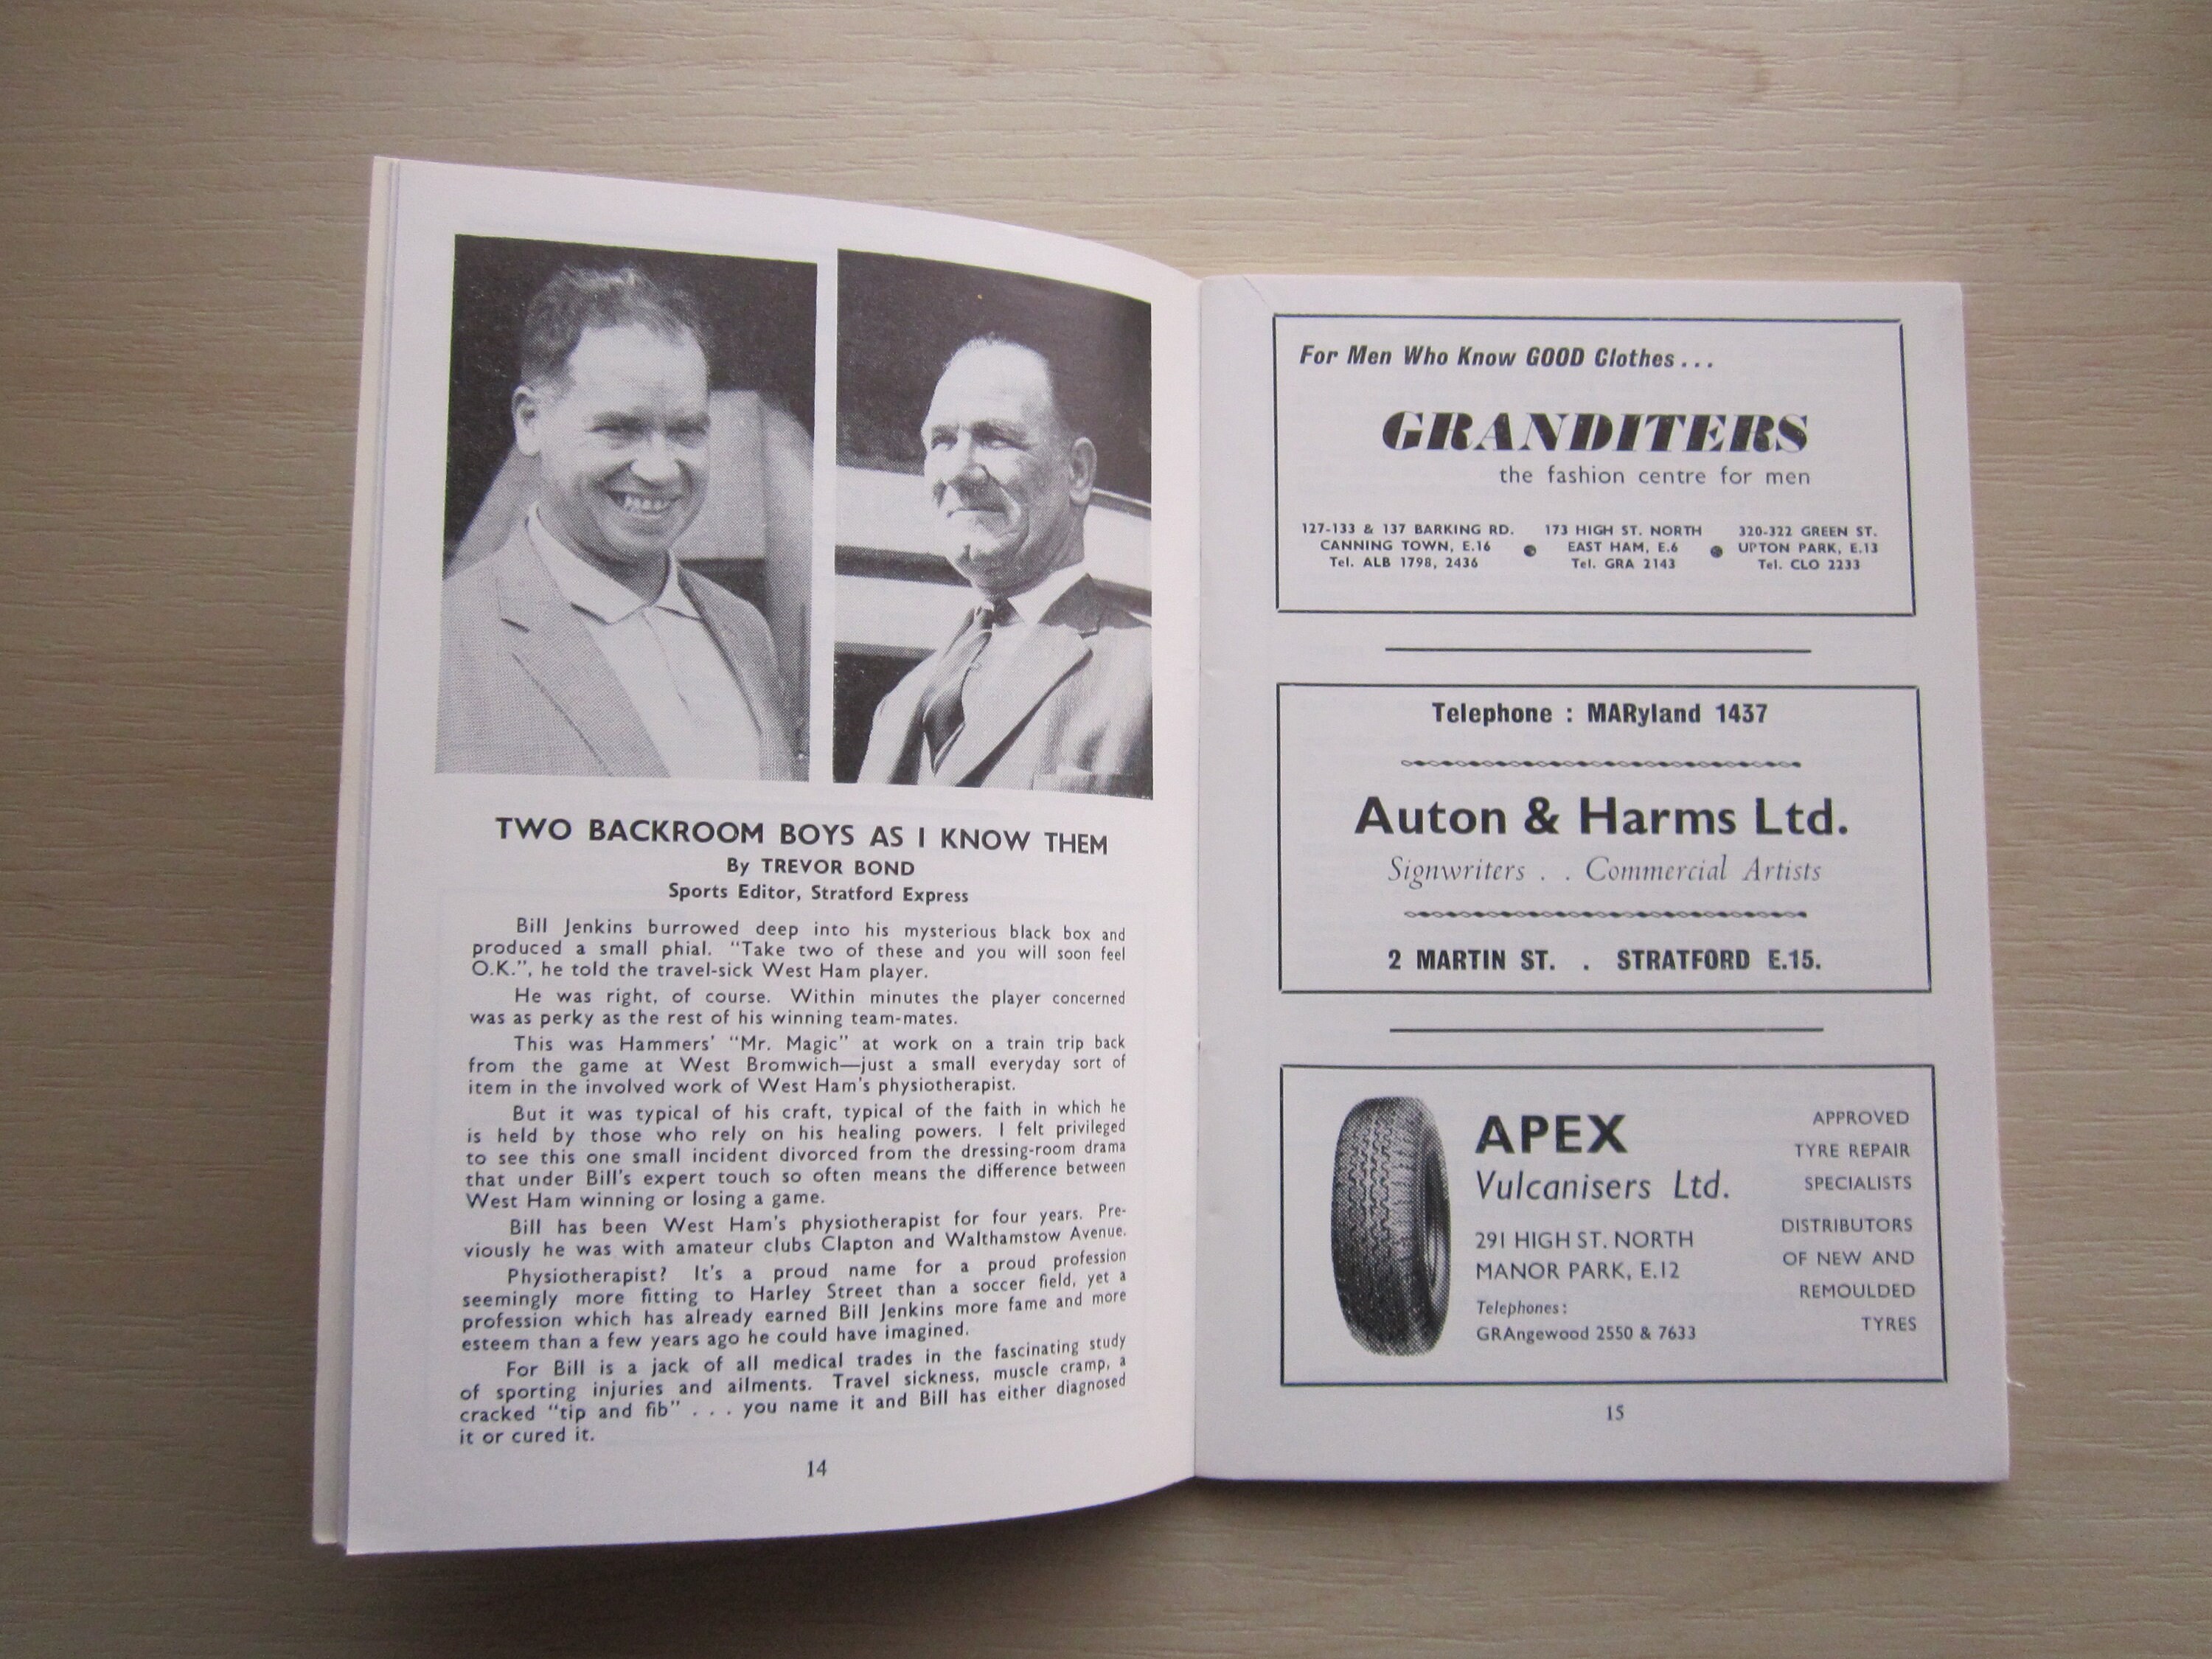 TWO BACKROOM BOYS AS I KNOW THEM
By TREVOR BOND
Sports Editor, Stratford Express
Bill Jenkins burrowed deep into his mysterious black box and
produced a small phial. "Take two of these and you will soon feel
O.K.", he told the travel-sick West Ham player.
He was right, of course. Within minutes the player concerned
was as perky as the rest of his winning team-mates.
This was Hammers' "Mr. Magic" at work on a train trip back
from the game at West Bromwich—just a small everyday sort of
item in the involved work of West Ham's physiotherapist.
But it was typical of his craft, typical of the faith in which he
is held by those who rely on his healing powers. I felt privileged
to see this one small incident divorced from the dressing-room drama
that under Bill's expert touch so often means the difference between
West Ham winning or losing a game.
Bill has been West Ham's physiotherapist for four years. Pre-
viously he was with amateur clubs Clapton and Walthamstow Avenue.
Physiotherapist? It's a proud name for a proud profession
seemingly more fitting to Harley Street than a soccer field, yet a
profession which has already earned Bill Jenkins more fame and more
esteem than a few years ago he could have imagined.
For Bill is a jack of all medical trades in the fascinating study
of sporting injuries and ailments. Travel sickness, muscle cramp, a
cracked "tip and fib" . . . you name it and Bill has either diagnosed
it or cured it.
14
For Men Who Know GOOD Clothes...
GRANDITERS
the fashion centre for men
127-133 & 137 BARKING RD. 173 HIGH ST. NORTH 320-322 GREEN ST.
CANNING TOWN, E.16 ● EAST HAM, E.6 ● UPTON PARK, E.13
Tel. ALB 1798, 2436 Tel. GRA 2143 Tel. CLO 2233
Telephone : MARyland 1437
Auton & Harms Ltd.
Signwriters . . Commercial Artists
2 MARTIN ST. . STRATFORD E.15.
APEX
Vulcanisers Ltd.
291 HIGH ST. NORTH
MANOR PARK, E.12
Telephones:
GRAngewood 2550 & 7633
APPROVED
TYRE REPAIR
SPECIALISTS
DISTRIBUTORS
OF NEW AND
REMOULDED
TYRES
15